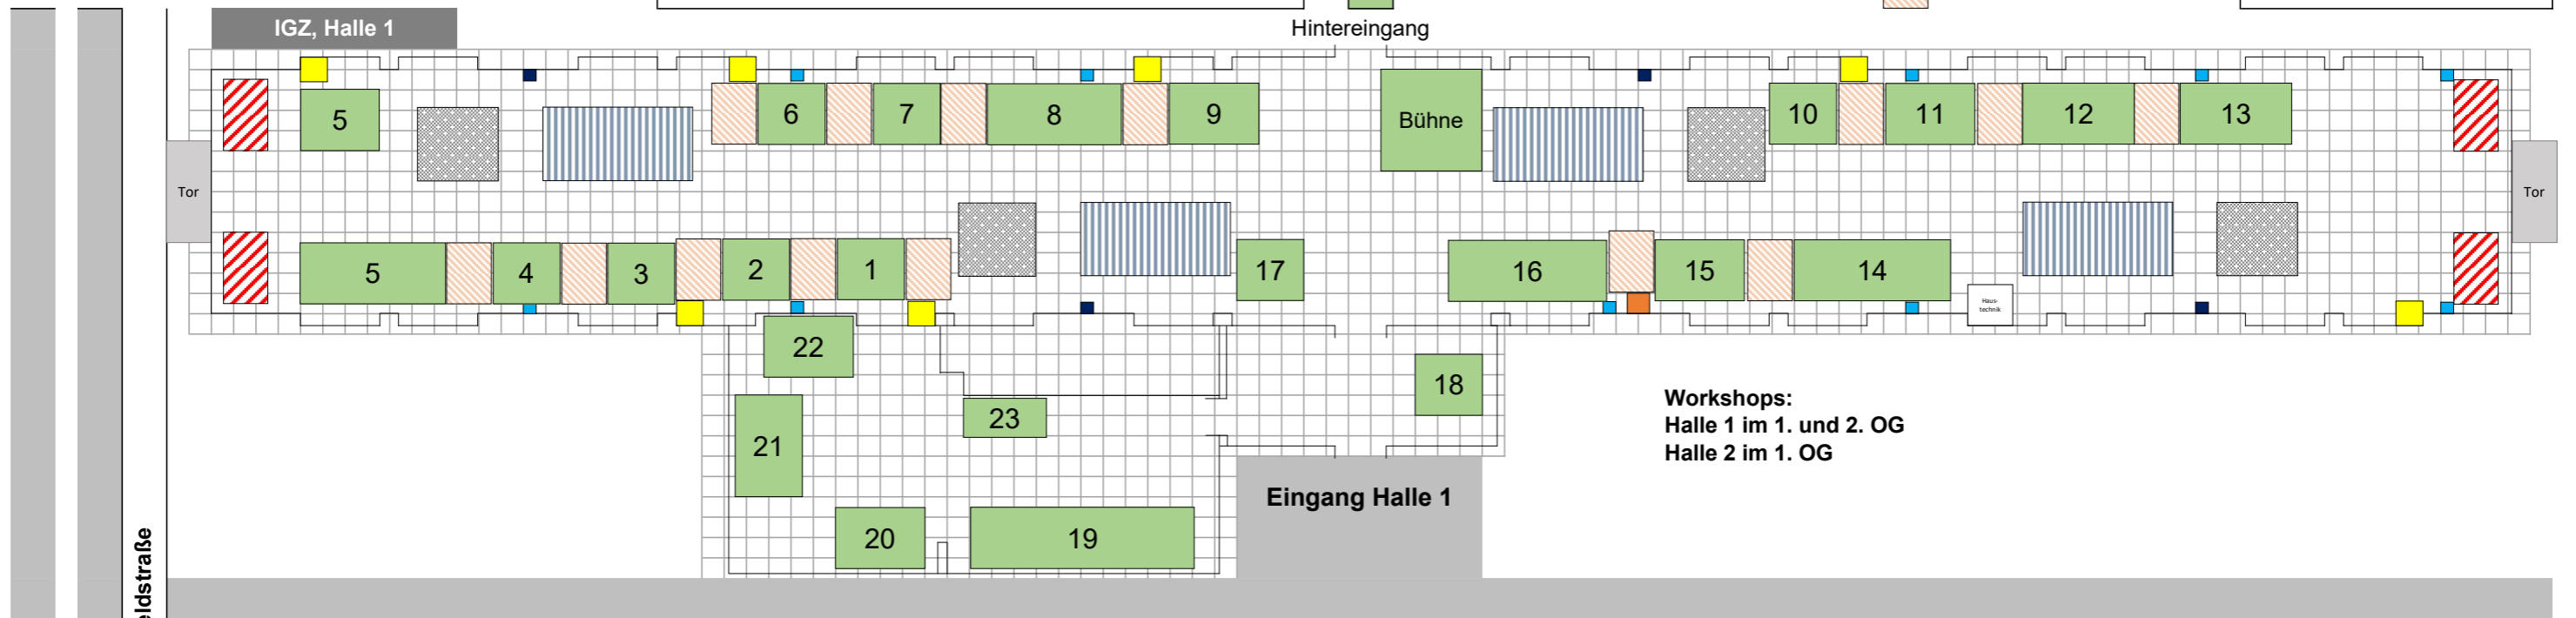 IGZ, Halle 1
Hintereingang
5
6
7
8
9
Bühne
10
11
12
13
Tor
Tor
5
4
3
2
1
17
16
15
14
Haus-
technik
22
18
23
21
Workshops:
Halle 1 im 1. und 2. OG
Halle 2 im 1. OG
Eingang Halle 1
20
19
eldstraße